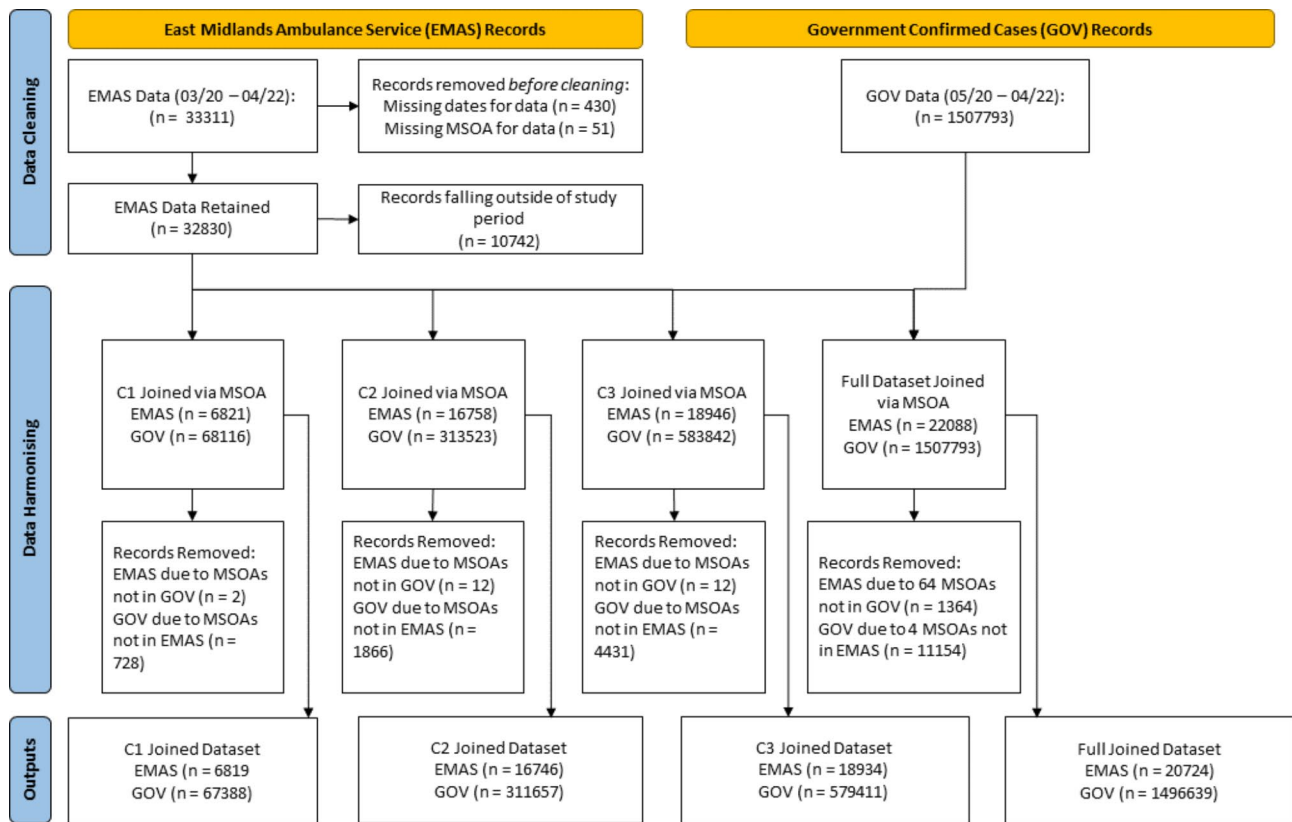 East Midlands Ambulance Service (EMAS) Records
Government Confirmed Cases (GOV) Records
Data Cleaning
EMAS Data (03/20 – 04/22):
(n = 33311)
Records removed before cleaning:
Missing dates for data (n = 430)
Missing MSOA for data (n = 51)
GOV Data (05/20 – 04/22):
(n = 1507793)
EMAS Data Retained
(n = 32830)
Records falling outside of study
period
(n = 10742)
Data Harmonising
C1 Joined via MSOA
EMAS (n = 6821)
GOV (n = 68116)
C2 Joined via MSOA
EMAS (n = 16758)
GOV (n = 313523)
C3 Joined via MSOA
EMAS (n = 18946)
GOV (n = 583842)
Full Dataset Joined
via MSOA
EMAS (n = 22088)
GOV (n = 1507793)
Records Removed:
EMAS due to MSOAs
not in GOV (n = 2)
GOV due to MSOAs
not in EMAS (n =
728)
Records Removed:
EMAS due to MSOAs
not in GOV (n = 12)
GOV due to MSOAs
not in EMAS (n =
1866)
Records Removed:
EMAS due to MSOAs
not in GOV (n = 12)
GOV due to MSOAs
not in EMAS (n =
4431)
Records Removed:
EMAS due to 64 MSOAs
not in GOV (n = 1364)
GOV due to 4 MSOAs not
in EMAS (n = 11154)
Outputs
C1 Joined Dataset
EMAS (n = 6819
GOV (n = 67388)
C2 Joined Dataset
EMAS (n = 16746)
GOV (n = 311657)
C3 Joined Dataset
EMAS (n = 18934)
GOV (n = 579411)
Full Joined Dataset
EMAS (n = 20724)
GOV (n = 1496639)